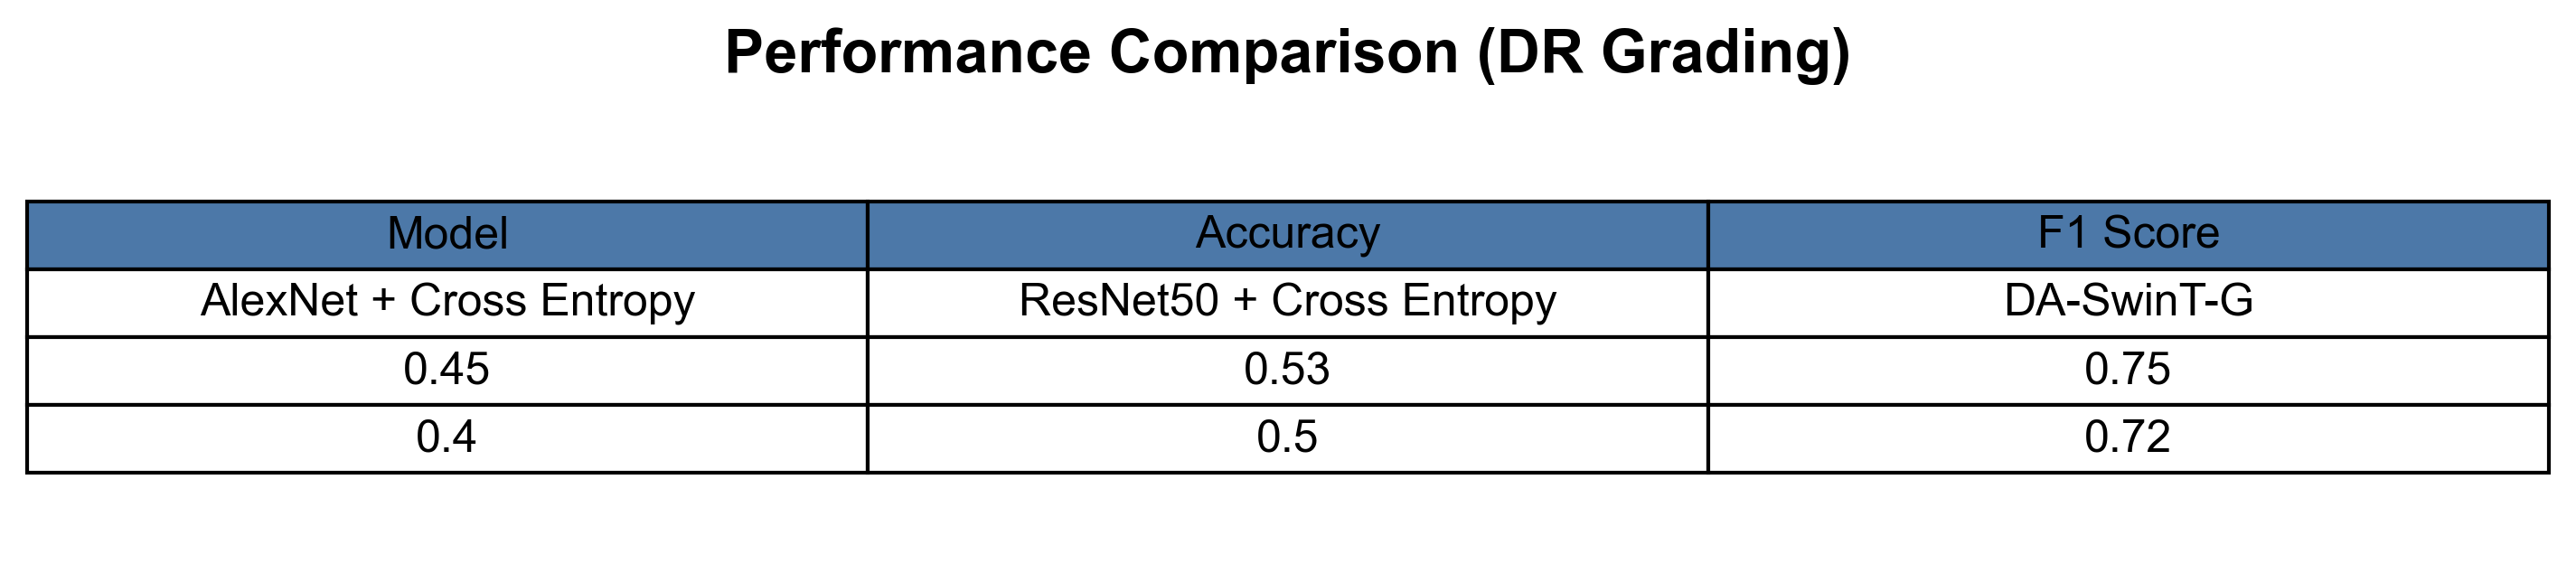 Performance Comparison (DR Grading)
Model Accuracy F1 Score
AlexNet + Cross Entropy ResNet50 + Cross Entropy DA-SwinT-G
0.45 0.53 0.75
0.4 0.5 0.72